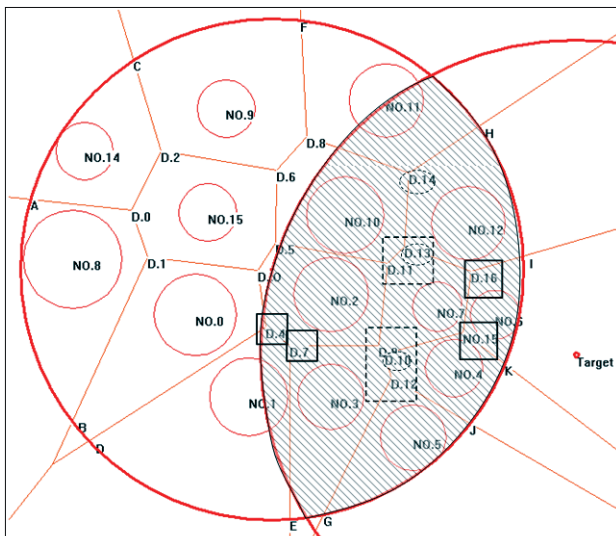 F
C
NO.9
NO.11
H
D.8
NO.14
D.2
D.6
D.14
A
D.0
NO.15
NO.10
NO.12
D.5
D.13
NO.8
D.1
D.11
I
D.16
NO.2
NO.7
NO.0
NO.6
D.4
NO.15
D.7
D.9
D.10
Target
K
NO.4
D.12
NO.1
NO.3
B
J
D
NO.5
G
E